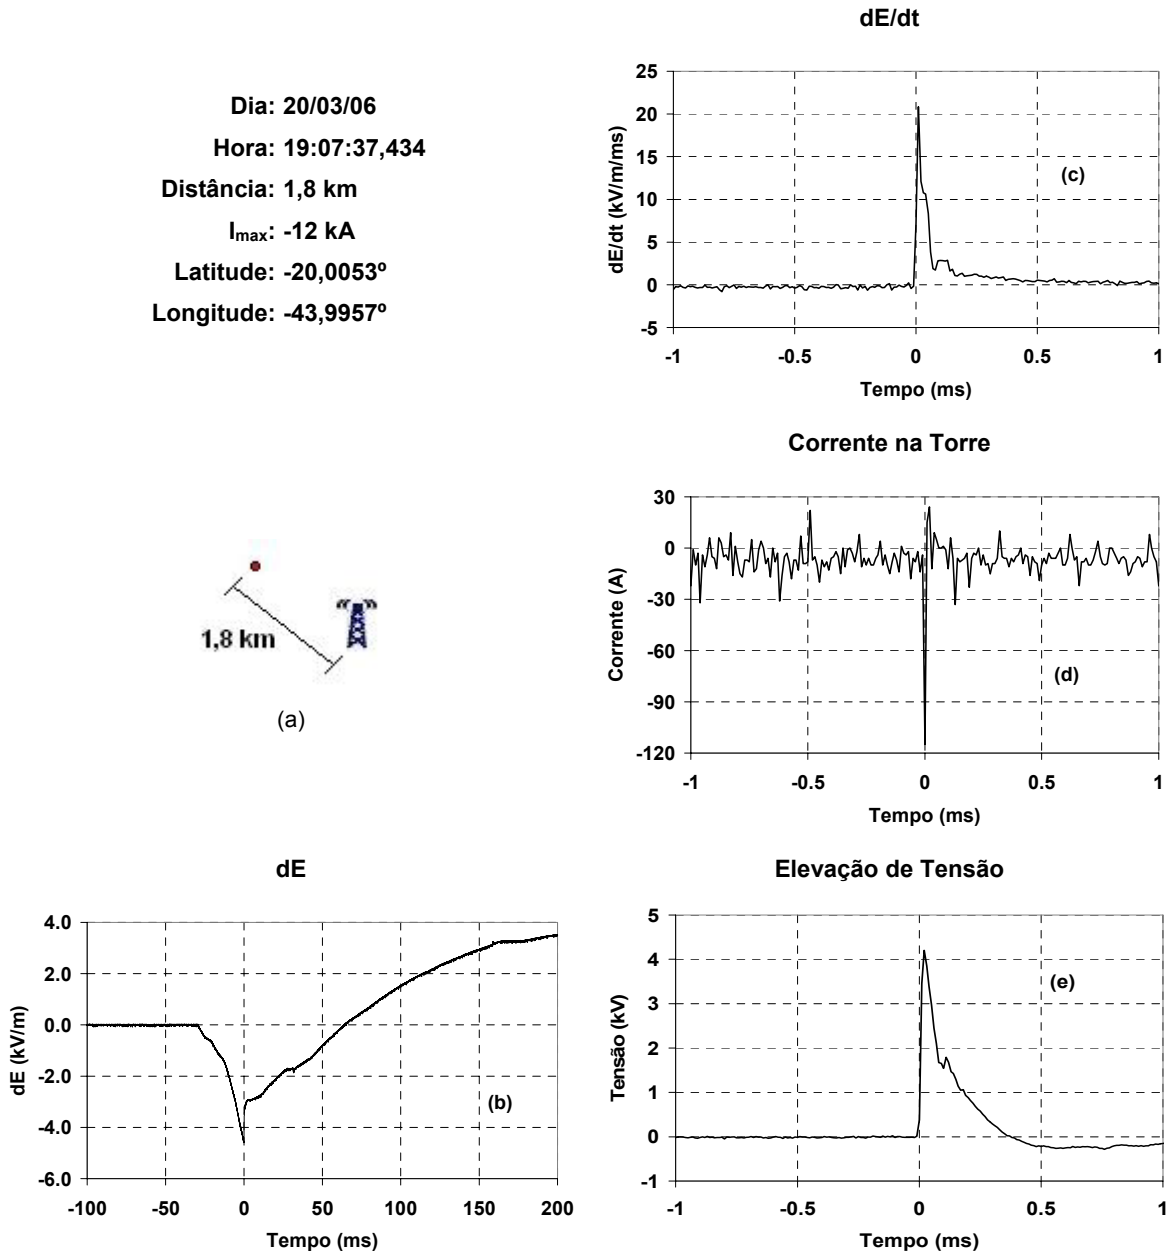 Dia: 20/03/06
Hora: 19:07:37,434
Distância: 1,8 km
Imax: -12 kA
Latitude: -20,0053º
Longitude: -43,9957º
1,8 km
(a)
dE/dt
dE/dt (kV/m/ms)
25
20
15
10
5
0
-5
(c)
-1 -0.5 0 0.5 1
Tempo (ms)
Corrente na Torre
Corrente (A)
30
0
-30
-60
-90
-120
(d)
-1 -0.5 0 0.5 1
Tempo (ms)
dE
dE (kV/m)
4.0
2.0
0.0
-2.0
-4.0
-6.0
(b)
-100 -50 0 50 100 150 200
Tempo (ms)
Elevação de Tensão
Tensão (kV)
5
4
3
2
1
0
-1
(e)
-1 -0.5 0 0.5 1
Tempo (ms)